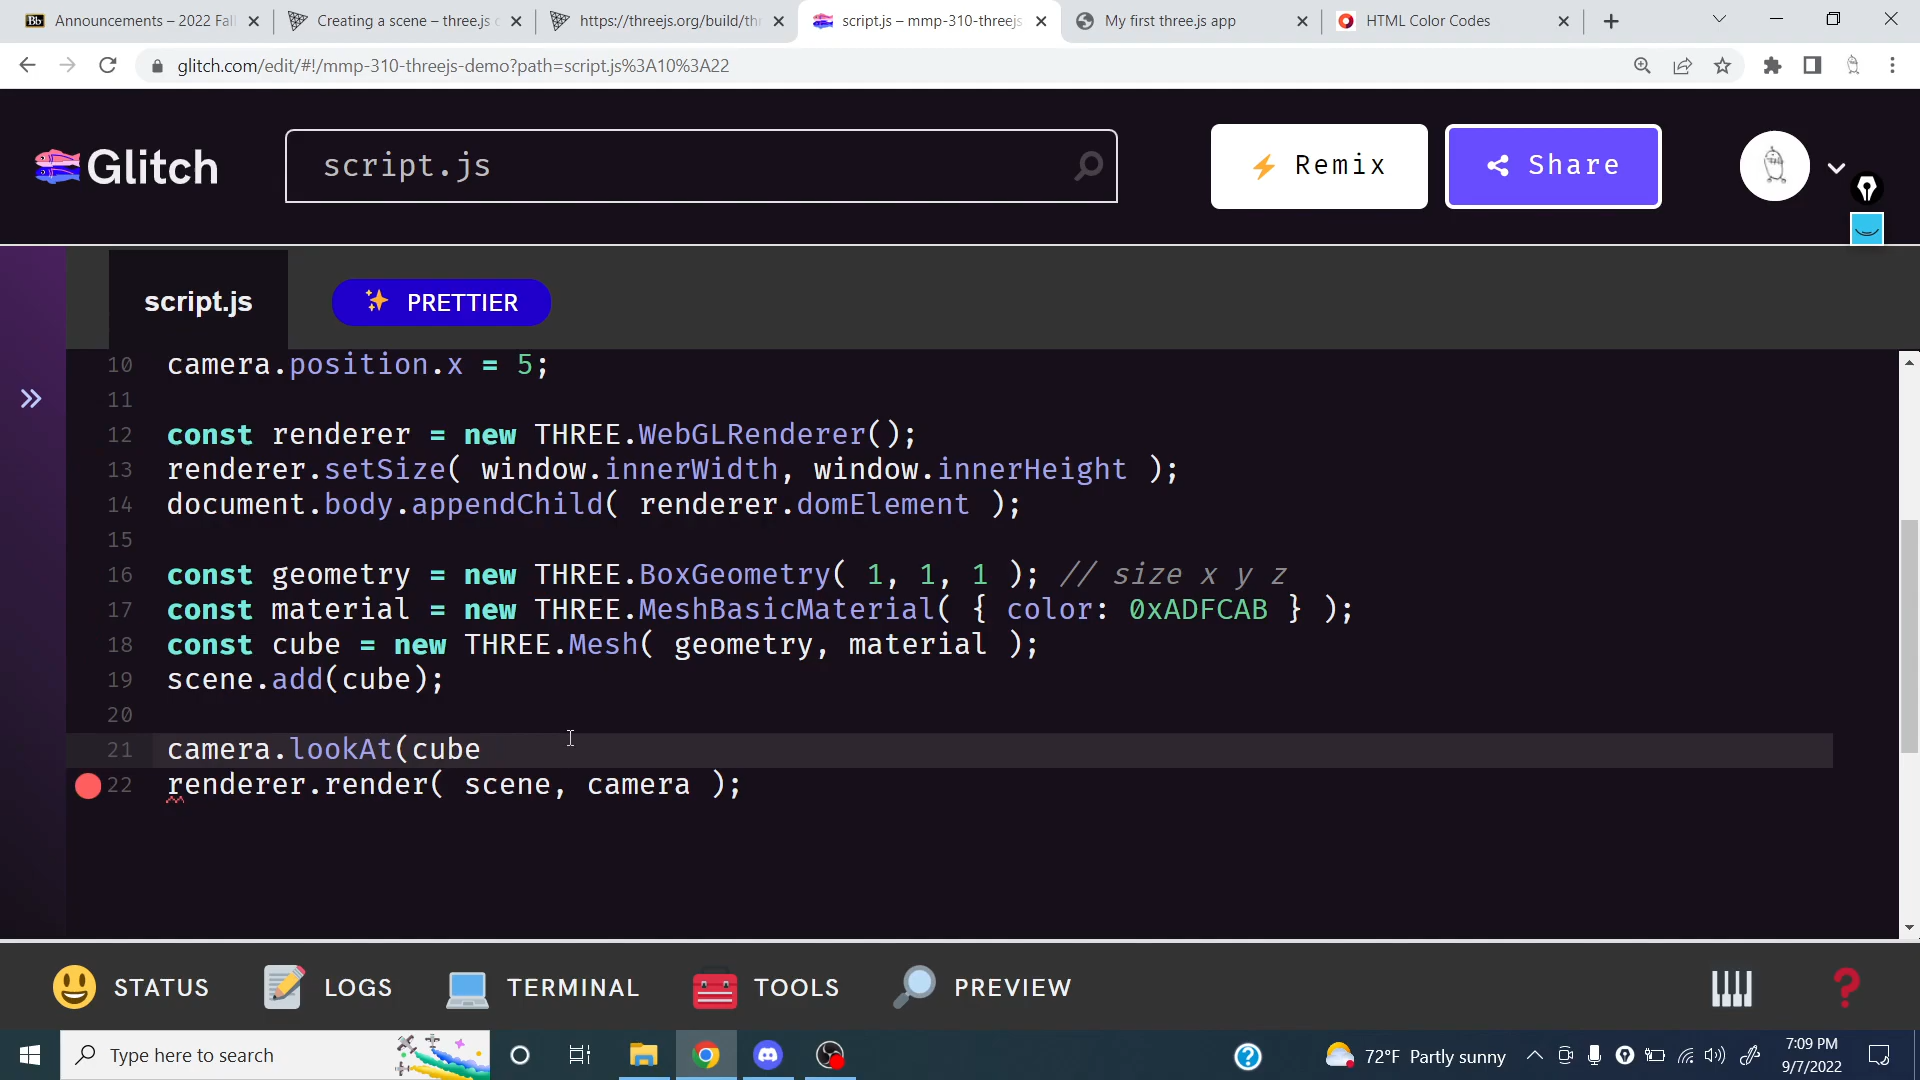 Announcements – 2022 Fall
Creating a scene – three.js
https://threejs.org/build/thr
script.js – mmp-310-threejs
My first three.js app
HTML Color Codes
glitch.com/edit/#!/mmp-310-threejs-demo?path=script.js%3A10%3A22
Glitch
script.js
Remix
Share
script.js
PRETTIER
10 camera.position.x = 5;
11
12 const renderer = new THREE.WebGLRenderer();
13 renderer.setSize( window.innerWidth, window.innerHeight );
14 document.body.appendChild( renderer.domElement );
15
16 const geometry = new THREE.BoxGeometry( 1, 1, 1 ); // size x y z
17 const material = new THREE.MeshBasicMaterial( { color: 0xADFCAB } );
18 const cube = new THREE.Mesh( geometry, material );
19 scene.add(cube);
20
21 camera.lookAt(cube
22 renderer.render( scene, camera );
STATUS
LOGS
TERMINAL
TOOLS
PREVIEW
Type here to search
72°F Partly sunny
7:09 PM
9/7/2022